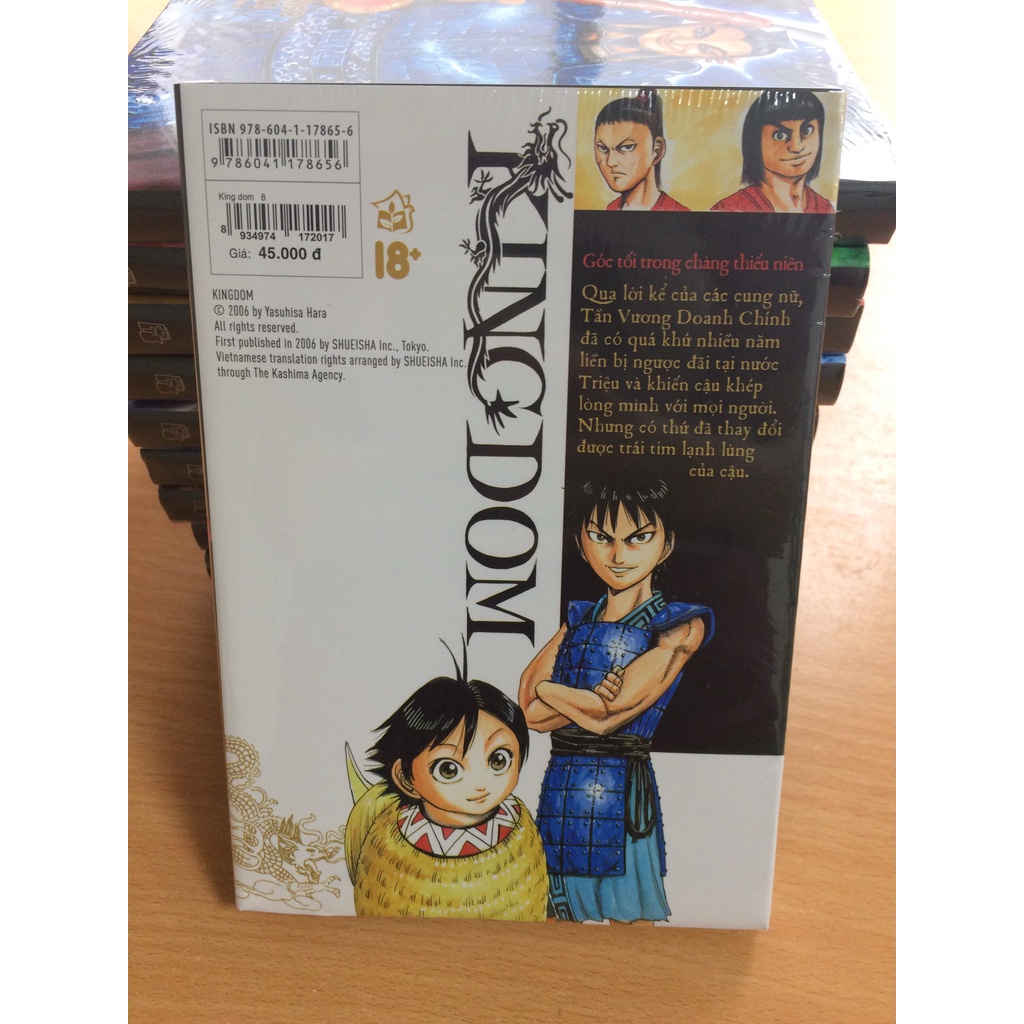 ISBN 978-604-1-17865-6
9 786041 178656
King dom 8
8 934974 172017
Giá: 45.000 đ
18+
KINGDOM
© 2006 by Yasuhisa Hara
All rights reserved.
First published in 2006 by SHUEISHA Inc., Tokyo.
Vietnamese translation rights arranged by SHUEISHA Inc.
through The Kashima Agency.
KINGDOM
Góc tối trong chàng thiếu niên
Qua lời kể của các cung nữ,
Tần Vương Doanh Chính
đã có quá khứ nhiều năm
liền bị ngược đãi tại nước
Triệu và khiến cậu khép
lòng mình với mọi người.
Nhưng có thứ đã thay đổi
được trái tim lạnh lùng
của cậu.